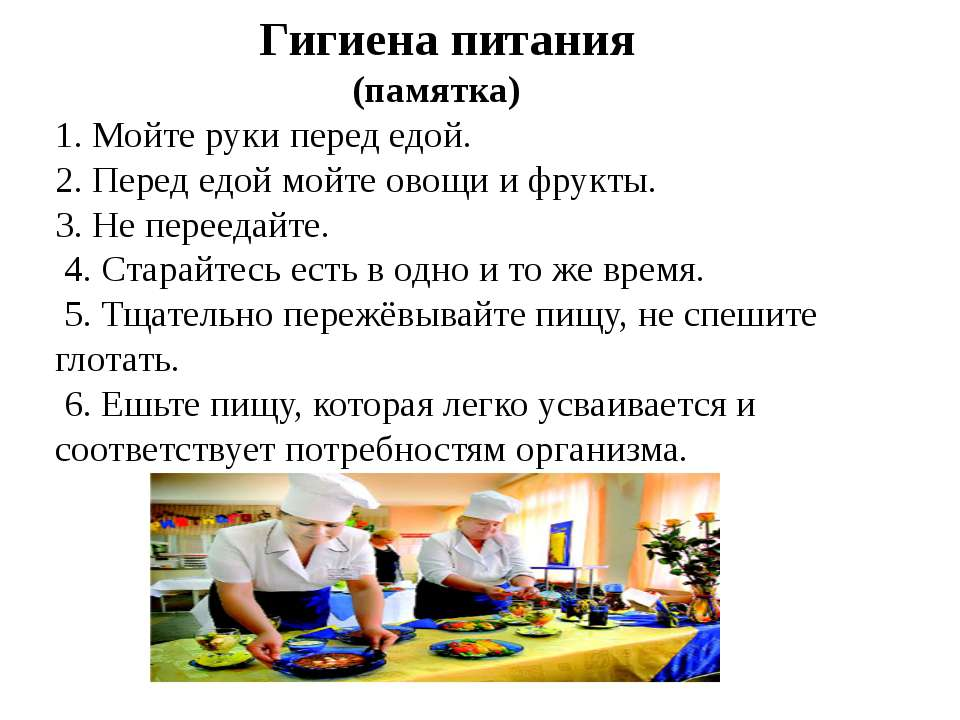 Гигиена питания
(памятка)
1. Мойте руки перед едой.
2. Перед едой мойте овощи и фрукты.
3. Не переедайте.
4. Старайтесь есть в одно и то же время.
5. Тщательно пережёвывайте пищу, не спешите
глотать.
6. Ешьте пищу, которая легко усваивается и
соответствует потребностям организма.